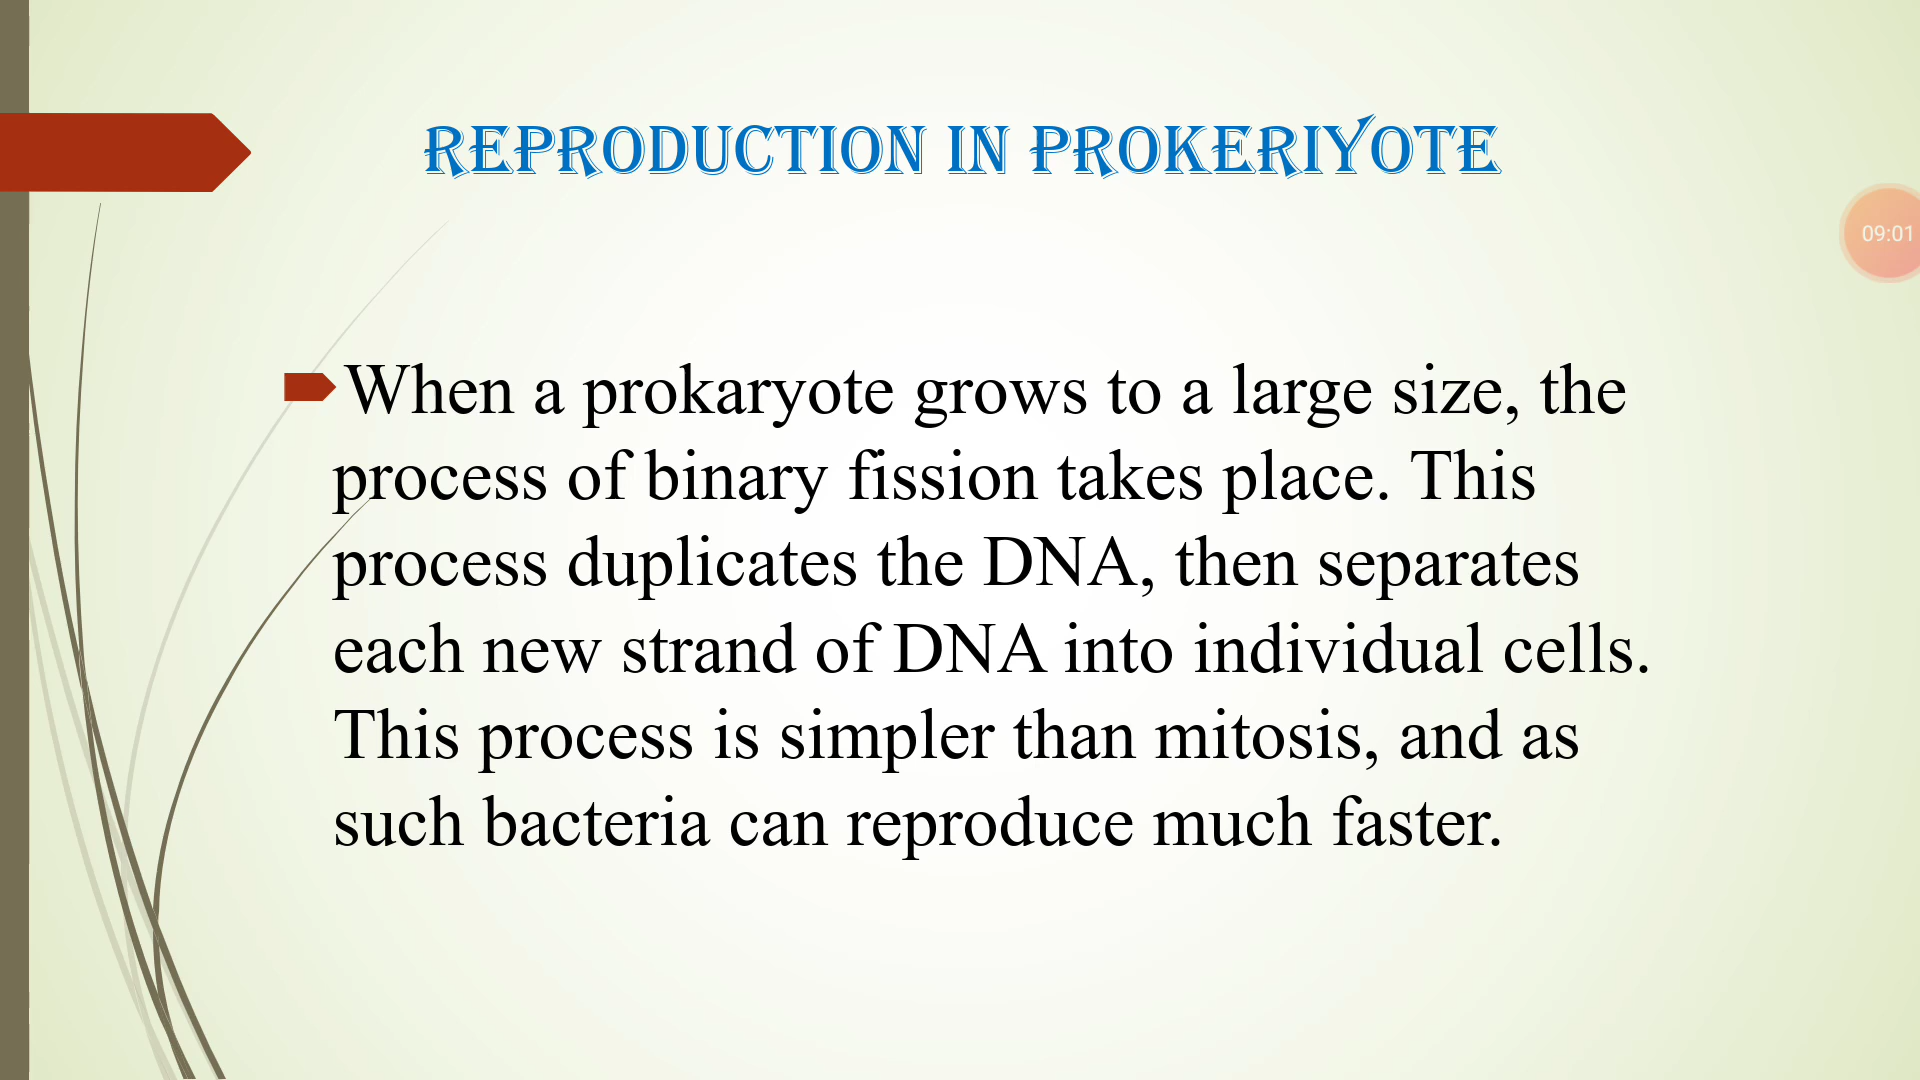 REPRODUCTION IN PROKERIYOTE
09:01
When a prokaryote grows to a large size, the
process of binary fission takes place. This
process duplicates the DNA, then separates
each new strand of DNA into individual cells.
This process is simpler than mitosis, and as
such bacteria can reproduce much faster.